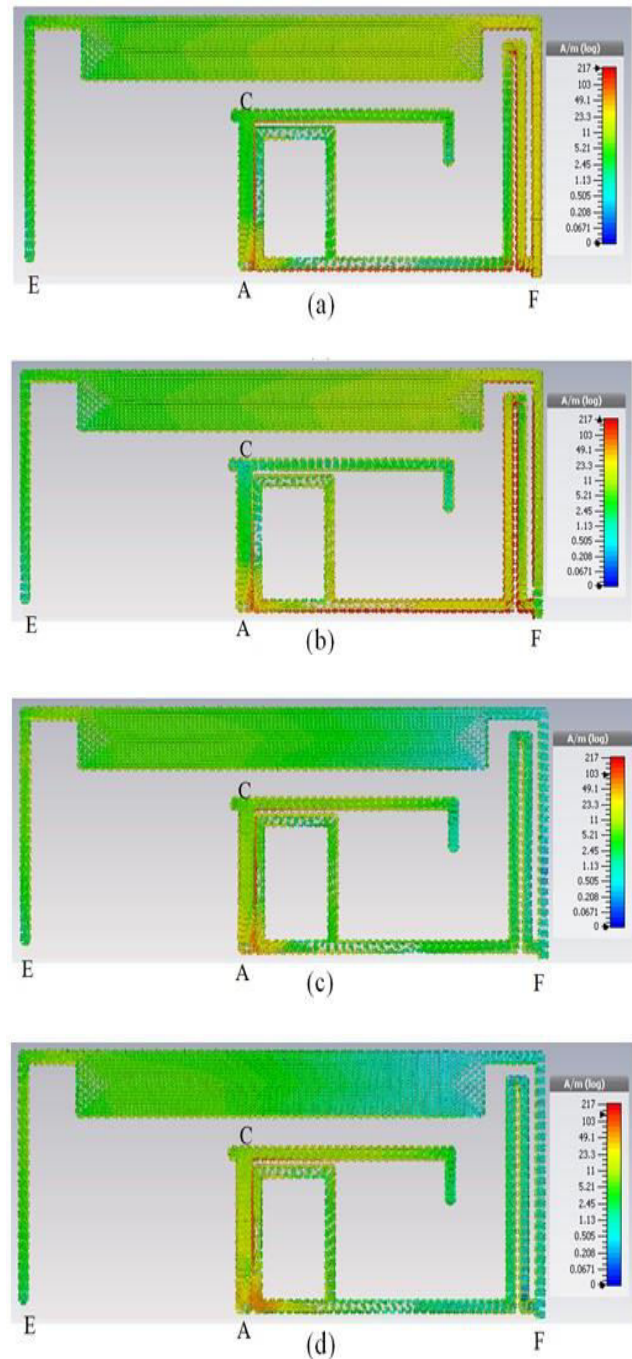 A/m (log)
217
103
49.1
23.3
11
5.21
2.45
1.13
0.505
0.208
0.0671
0
C
E
A
F
(a)
A/m (log)
217
103
49.1
23.3
11
5.21
2.45
1.13
0.505
0.208
0.0671
0
C
E
A
F
(b)
A/m (log)
217
103
49.1
23.3
11
5.21
2.45
1.13
0.505
0.208
0.0671
0
C
E
A
F
(c)
A/m (log)
217
103
49.1
23.3
11
5.21
2.45
1.13
0.505
0.208
0.0671
0
C
E
A
F
(d)